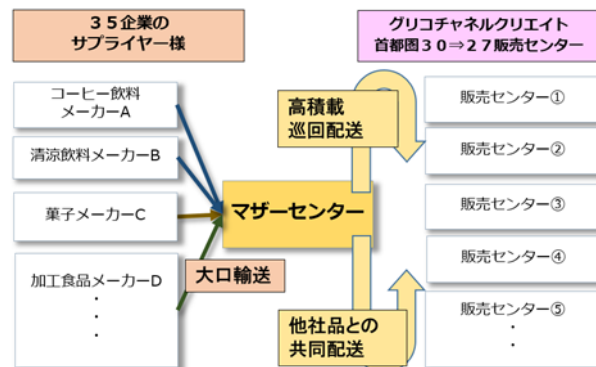 ３５企業の
サプライヤー様
グリコチャネルクリエイト
首都圏３０⇒２７販売センター
コーヒー飲料
メーカーA
清涼飲料メーカーB
菓子メーカーC
加工食品メーカーD
・
・
・
マザーセンター
大口輸送
高積載
巡回配送
他社品との
共同配送
販売センター①
販売センター②
販売センター③
販売センター④
販売センター⑤
・
・